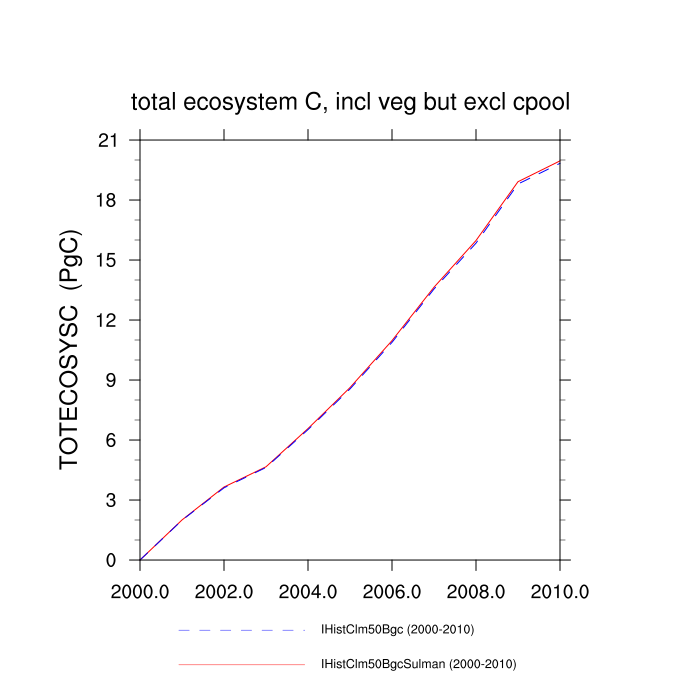 total ecosystem C, incl veg but excl cpool
TOTECOSYSC (PgC)
21
18
15
12
9
6
3
0
2000.0 2002.0 2004.0 2006.0 2008.0 2010.0
IHistClm50Bgc (2000-2010)
IHistClm50BgcSulman (2000-2010)